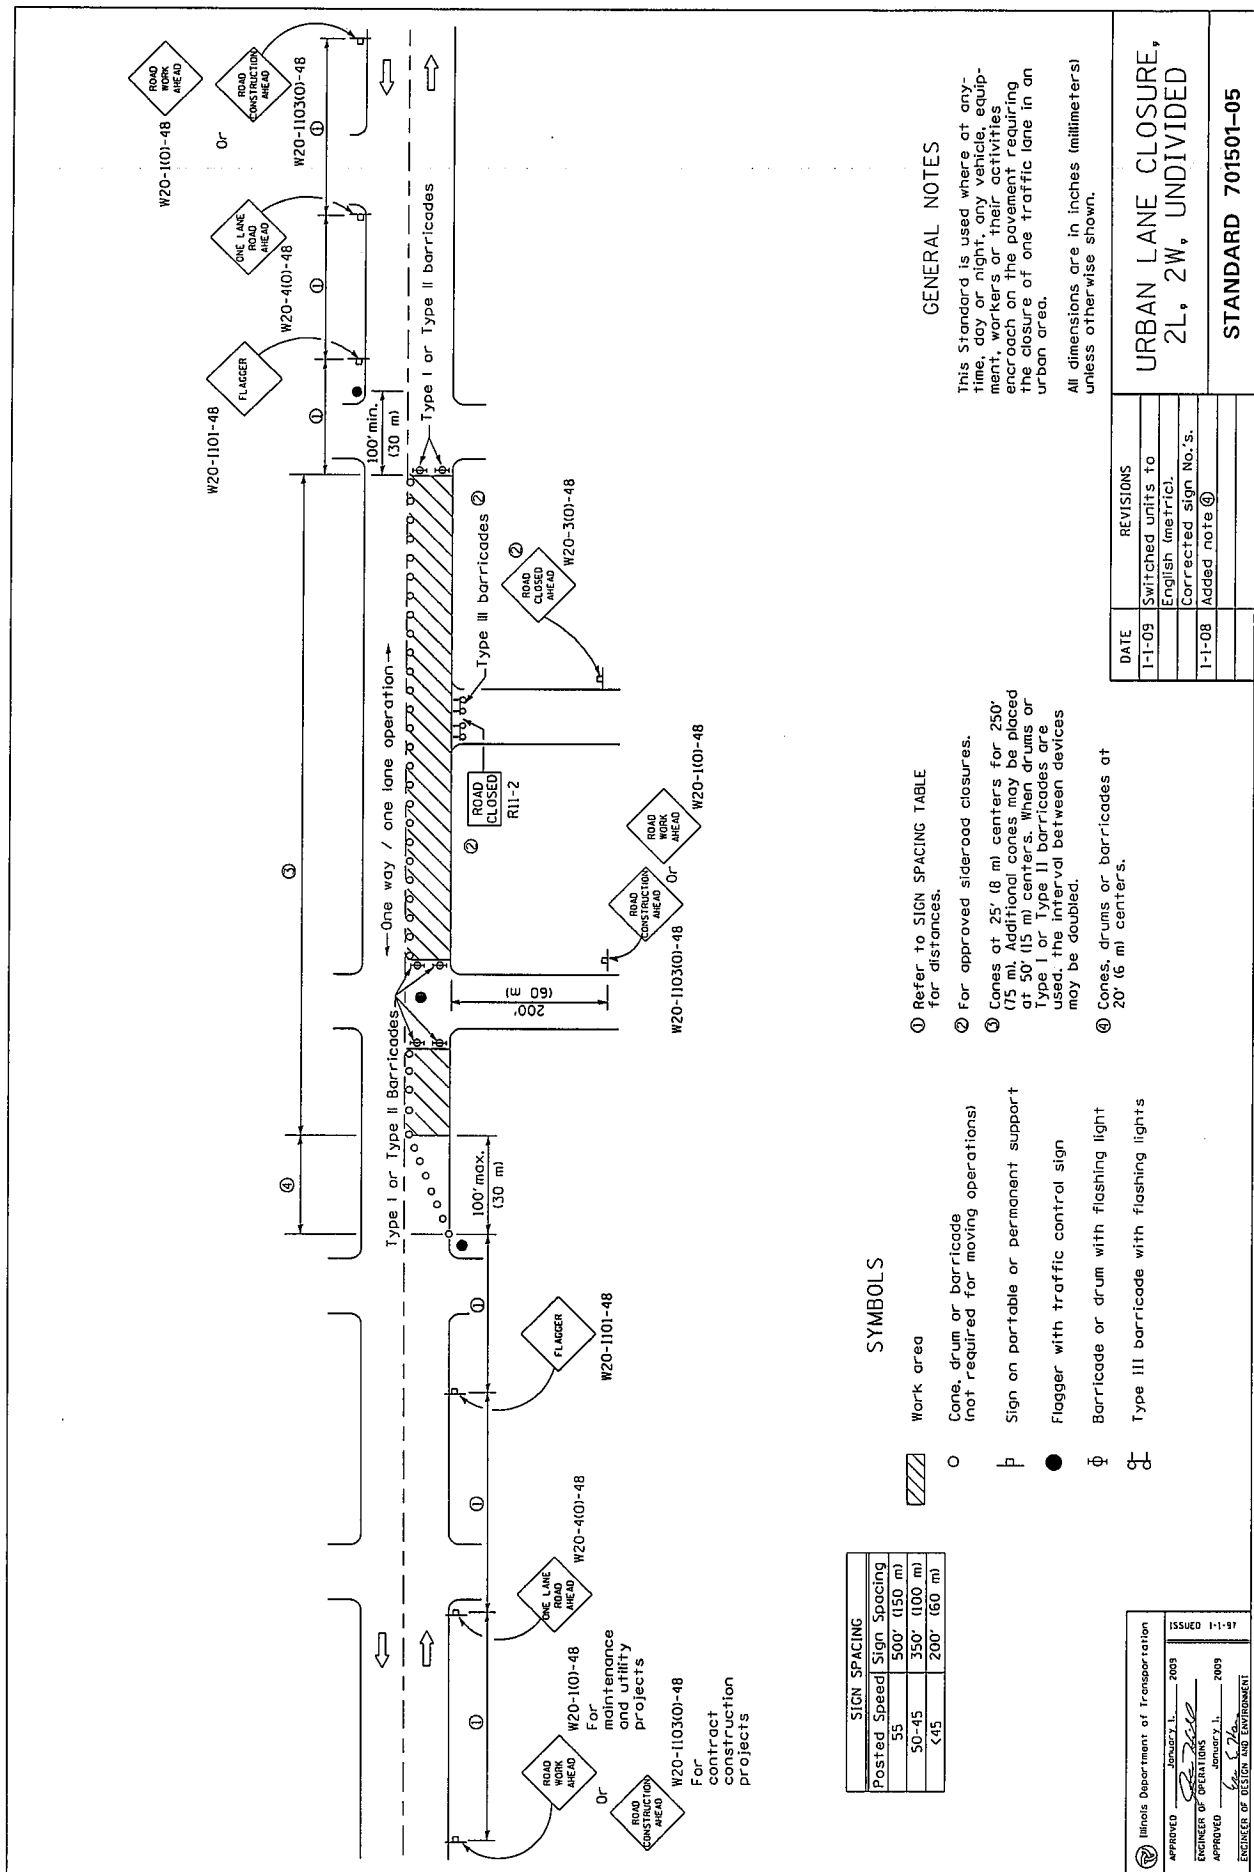 ROAD
WORK
AHEAD
W20-1(O)-48
Or
ROAD
CONSTRUCTION
AHEAD
W20-1103(O)-48
①
ONE LANE
ROAD
AHEAD
W20-4(O)-48
①
FLAGGER
W20-1101-48
①
100' min.
(30 m)
Type I or Type II barricades
③
One way / one lane operation
Type III barricades ②
②
ROAD
CLOSED
AHEAD
W20-3(O)-48
ROAD
CLOSED
R11-2
②
ROAD
WORK
AHEAD
W20-1(O)-48
Or
ROAD
CONSTRUCTION
AHEAD
W20-1103(O)-48
200'
(60 m)
Type I or Type II Barricades
④
100' max.
(30 m)
①
FLAGGER
W20-1101-48
①
ONE LANE
ROAD
AHEAD
W20-4(O)-48
①
ROAD
WORK
AHEAD
W20-1(O)-48
For
maintenance
and utility
projects
Or
ROAD
CONSTRUCTION
AHEAD
W20-1103(O)-48
For
contract
construction
projects
SIGN SPACING
Posted Speed Sign Spacing
55 500' (150 m)
50-45 350' (100 m)
<45 200' (60 m)
SYMBOLS
Work area
Cone, drum or barricade
(not required for moving operations)
Sign on portable or permanent support
Flagger with traffic control sign
Barricade or drum with flashing light
Type III barricade with flashing lights
① Refer to SIGN SPACING TABLE
for distances.
② For approved sideroad closures.
③ Cones at 25' (8 m) centers for 250'
(75 m). Additional cones may be placed
at 50' (15 m) centers. When drums or
Type I or Type II barricades are
used, the interval between devices
may be doubled.
④ Cones, drums or barricades at
20' (6 m) centers.
GENERAL NOTES
This Standard is used where at any-
time, day or night, any vehicle, equip-
ment, workers or their activities
encroach on the pavement requiring
the closure of one traffic lane in an
urban area.
All dimensions are in inches (millimeters)
unless otherwise shown.
Illinois Department of Transportation
APPROVED January 1, 2009
ENGINEER OF OPERATIONS
APPROVED January 1, 2009
ENGINEER OF DESIGN AND ENVIRONMENT
ISSUED 1-1-97
DATE REVISIONS
1-1-09 Switched units to
English (metric).
Corrected sign No.'s.
1-1-08 Added note ④
URBAN LANE CLOSURE,
2L, 2W, UNDIVIDED
STANDARD 701501-05